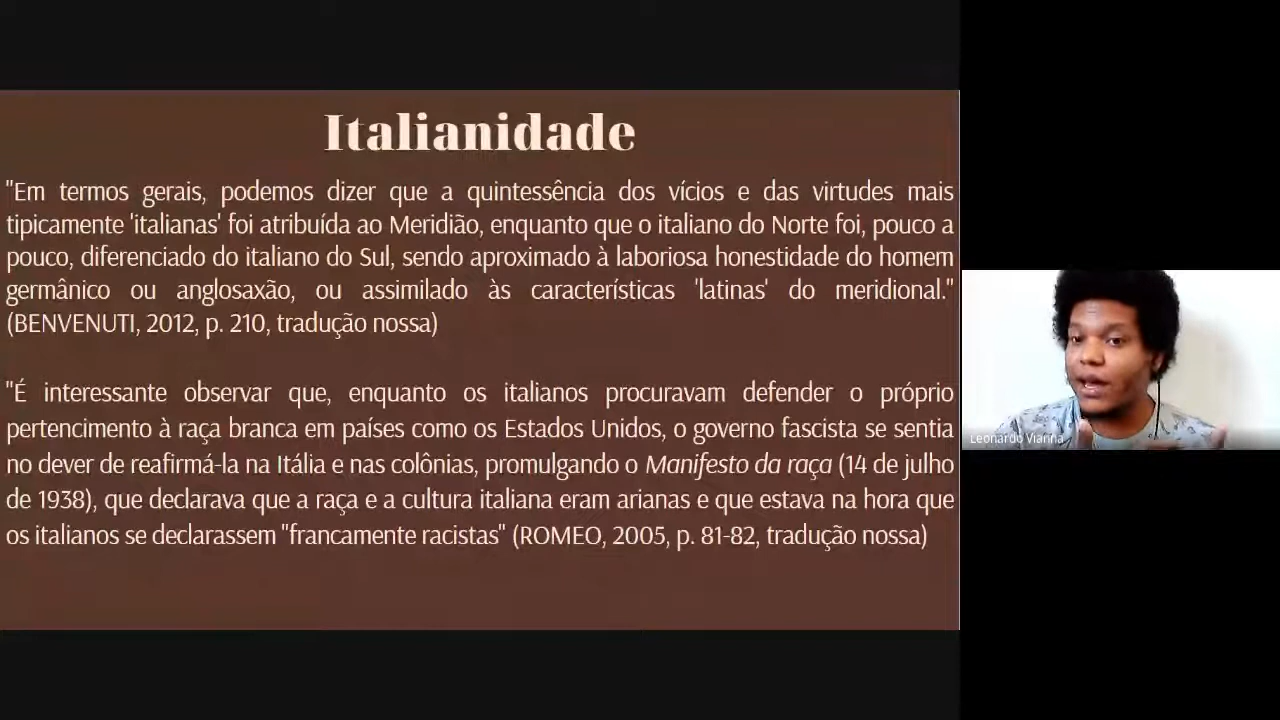 Italianidade
"Em termos gerais, podemos dizer que a quintessência dos vícios e das virtudes mais
tipicamente 'italianas' foi atribuída ao Meridião, enquanto que o italiano do Norte foi, pouco a
pouco, diferenciado do italiano do Sul, sendo aproximado à laboriosa honestidade do homem
germânico ou anglosaxão, ou assimilado às características 'latinas' do meridional."
(BENVENUTI, 2012, p. 210, tradução nossa)
"É interessante observar que, enquanto os italianos procuravam defender o próprio
pertencimento à raça branca em países como os Estados Unidos, o governo fascista se sentia
no dever de reafirmá-la na Itália e nas colônias, promulgando o Manifesto da raça (14 de julho
de 1938), que declarava que a raça e a cultura italiana eram arianas e que estava na hora que
os italianos se declarassem "francamente racistas" (ROMEO, 2005, p. 81-82, tradução nossa)
Leonardo Vianna